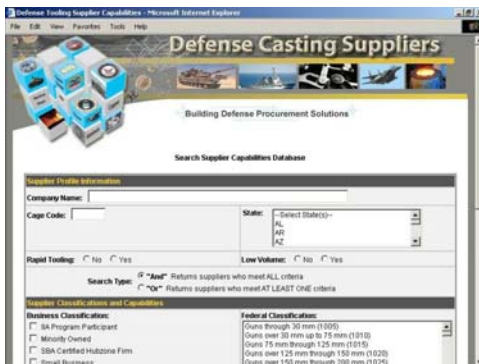 Defense Tooling Supplier Capabilities - Microsoft Internet Explorer
File Edit View Favorites Tools Help
Defense Casting Suppliers
Building Defense Procurement Solutions
Search Supplier Capabilities Database
Supplier Profile Information
Company Name:
Cage Code:
State:
--Select State(s)--
AL
AR
AZ
Rapid Tooling: No Yes
Low Volume: No Yes
Search Type:
"And" Returns suppliers who meet ALL criteria
"Or" Returns suppliers who meet AT LEAST ONE criteria
Supplier Classifications and Capabilities
Business Classification:
8A Program Participant
Minority Owned
SBA Certified Hubzone Firm
Small Business
Federal Classification:
Guns through 30 mm (1005)
Guns over 30 mm up to 75 mm (1010)
Guns 75 mm through 125 mm (1015)
Guns over 125 mm through 150 mm (1020)
Guns over 150 mm through 200 mm (1025)